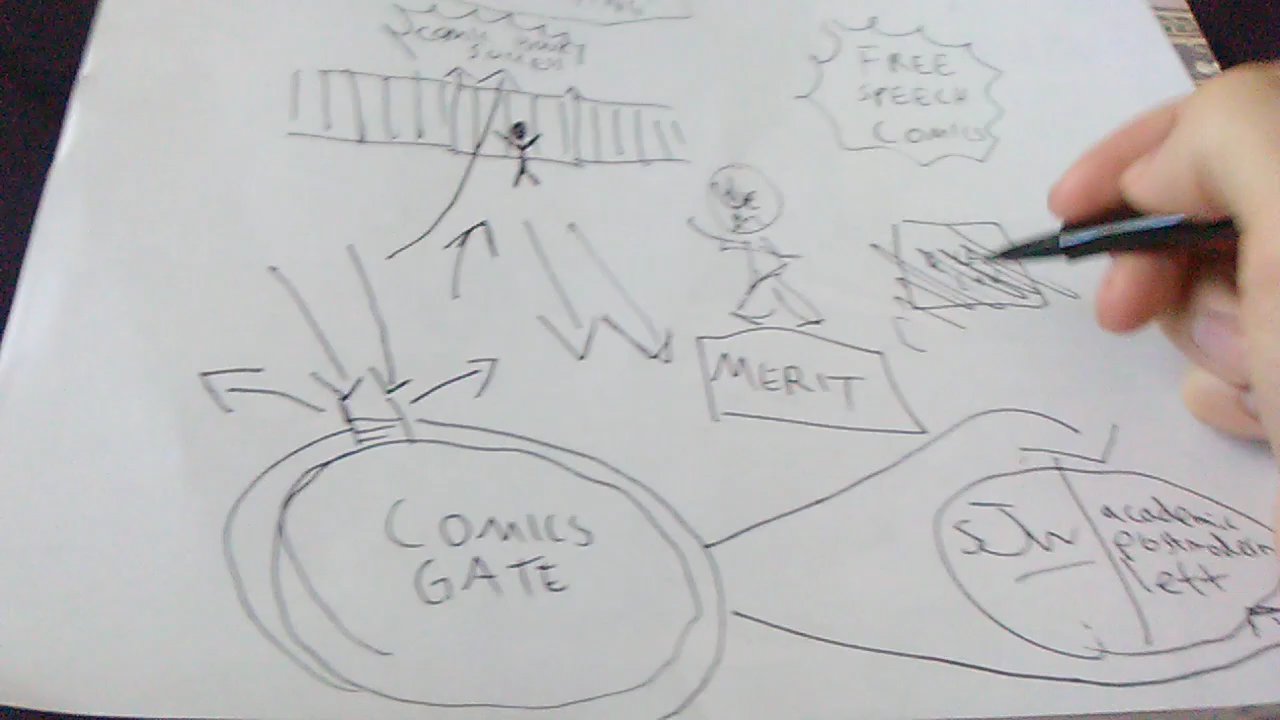 FREE
SPEECH
COMICS
MERIT
COMICS
GATE
SJW
academic
postmodern
left